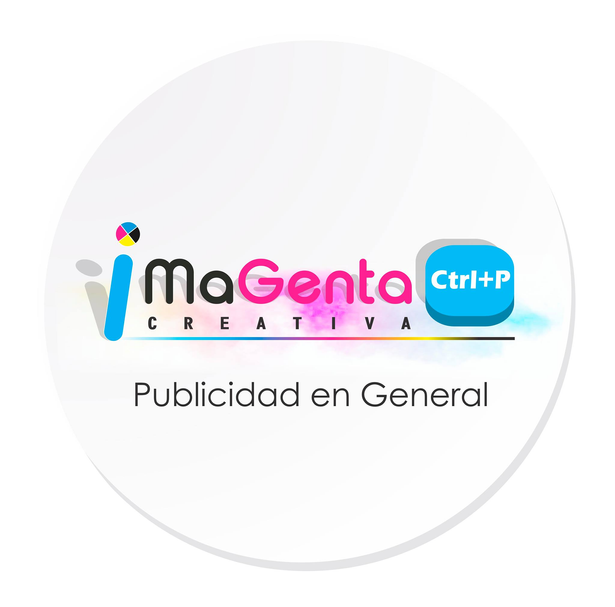 iMaGenta Ctrl+P
CREATIVA
Publicidad en General